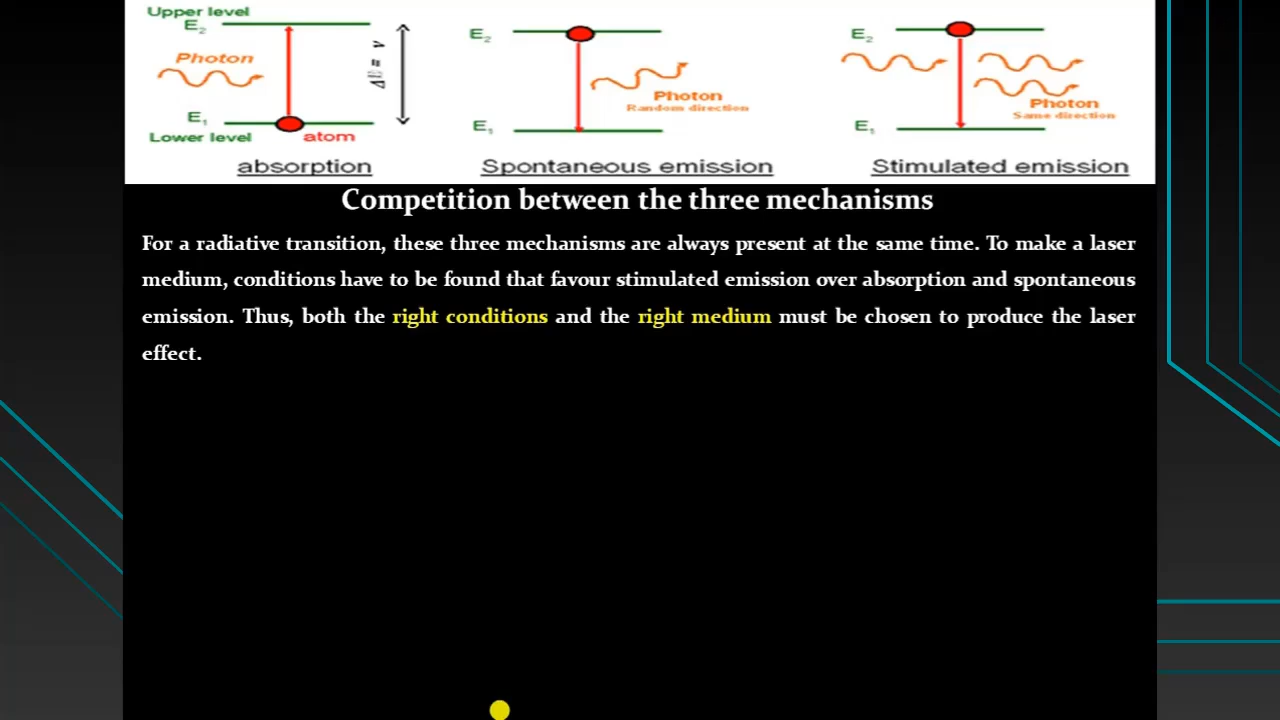 Upper level
E₂
Photon
ΔE = ν
E₁
Lower level
atom
absorption
E₂
Photon
Random direction
E₁
Spontaneous emission
E₂
Photon
Same direction
E₁
Stimulated emission
Competition between the three mechanisms
For a radiative transition, these three mechanisms are always present at the same time. To make a laser
medium, conditions have to be found that favour stimulated emission over absorption and spontaneous
emission. Thus, both the right conditions and the right medium must be chosen to produce the laser
effect.